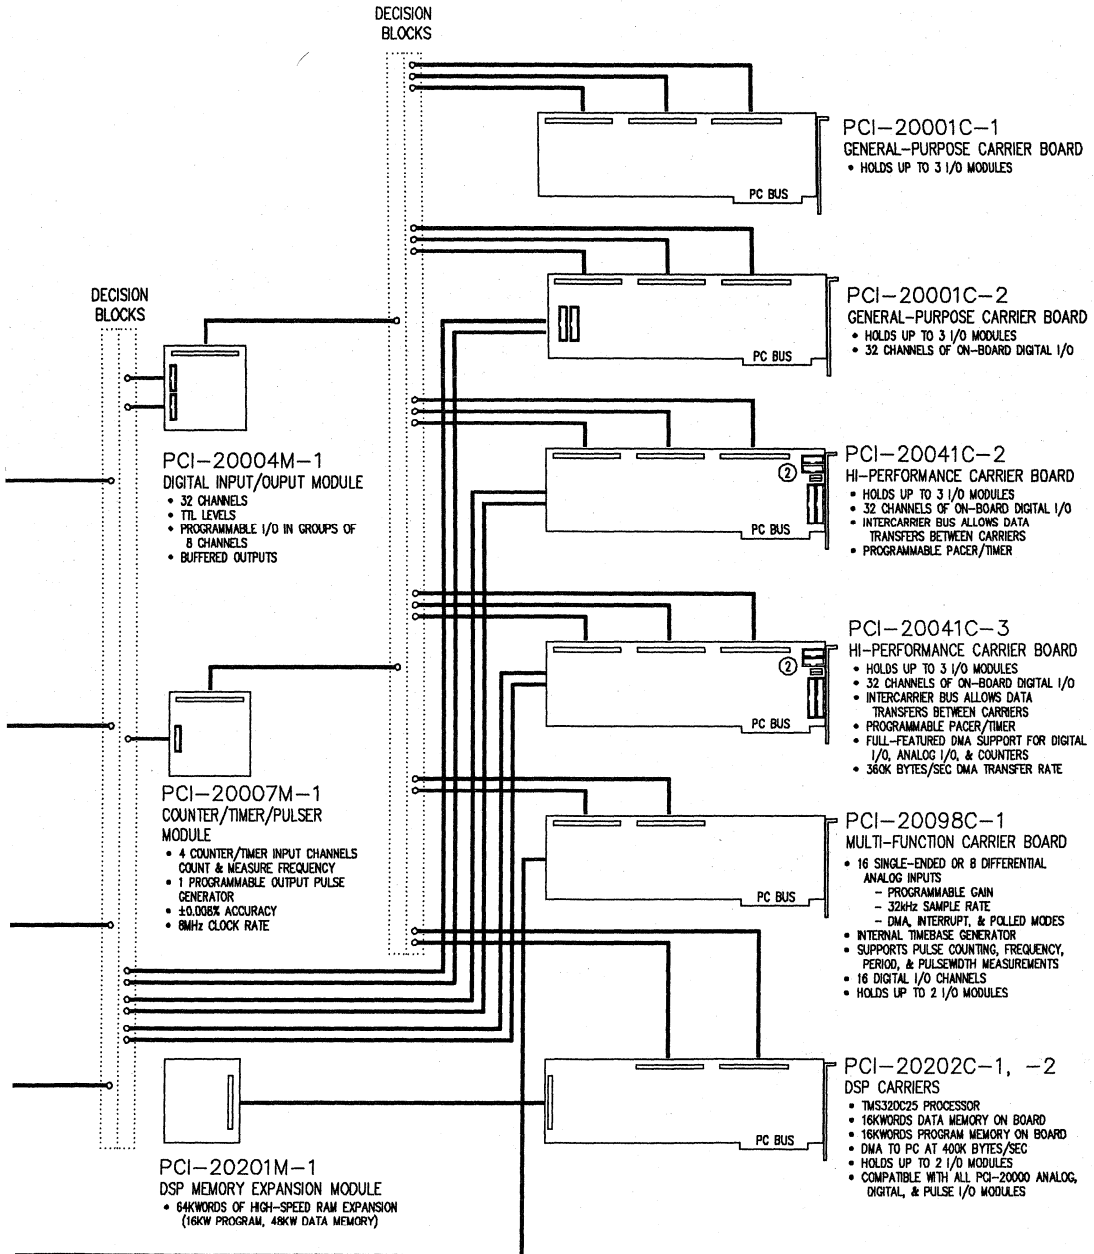 DECISION
BLOCKS
PCI-20001C-1
GENERAL-PURPOSE CARRIER BOARD
• HOLDS UP TO 3 I/O MODULES
PC BUS
PCI-20001C-2
GENERAL-PURPOSE CARRIER BOARD
• HOLDS UP TO 3 I/O MODULES
• 32 CHANNELS OF ON-BOARD DIGITAL I/O
PC BUS
DECISION
BLOCKS
PCI-20004M-1
DIGITAL INPUT/OUPUT MODULE
• 32 CHANNELS
• TTL LEVELS
• PROGRAMMABLE I/O IN GROUPS OF
8 CHANNELS
• BUFFERED OUTPUTS
2
PC BUS
PCI-20041C-2
HI-PERFORMANCE CARRIER BOARD
• HOLDS UP TO 3 I/O MODULES
• 32 CHANNELS OF ON-BOARD DIGITAL I/O
• INTERCARRIER BUS ALLOWS DATA
TRANSFERS BETWEEN CARRIERS
• PROGRAMMABLE PACER/TIMER
2
PC BUS
PCI-20041C-3
HI-PERFORMANCE CARRIER BOARD
• HOLDS UP TO 3 I/O MODULES
• 32 CHANNELS OF ON-BOARD DIGITAL I/O
• INTERCARRIER BUS ALLOWS DATA
TRANSFERS BETWEEN CARRIERS
• PROGRAMMABLE PACER/TIMER
• FULL-FEATURED DMA SUPPORT FOR DIGITAL
I/O, ANALOG I/O, & COUNTERS
• 360K BYTES/SEC DMA TRANSFER RATE
PCI-20007M-1
COUNTER/TIMER/PULSER
MODULE
• 4 COUNTER/TIMER INPUT CHANNELS
COUNT & MEASURE FREQUENCY
• 1 PROGRAMMABLE OUTPUT PULSE
GENERATOR
• ±0.008% ACCURACY
• 8MHz CLOCK RATE
PC BUS
PCI-20098C-1
MULTI-FUNCTION CARRIER BOARD
• 16 SINGLE-ENDED OR 8 DIFFERENTIAL
ANALOG INPUTS
- PROGRAMMABLE GAIN
- 32kHz SAMPLE RATE
- DMA, INTERRUPT, & POLLED MODES
• INTERNAL TIMEBASE GENERATOR
• SUPPORTS PULSE COUNTING, FREQUENCY,
PERIOD, & PULSEWIDTH MEASUREMENTS
• 16 DIGITAL I/O CHANNELS
• HOLDS UP TO 2 I/O MODULES
PC BUS
PCI-20202C-1, -2
DSP CARRIERS
• TMS320C25 PROCESSOR
• 16KWORDS DATA MEMORY ON BOARD
• 16KWORDS PROGRAM MEMORY ON BOARD
• DMA TO PC AT 400K BYTES/SEC
• HOLDS UP TO 2 I/O MODULES
• COMPATIBLE WITH ALL PCI-20000 ANALOG,
DIGITAL, & PULSE I/O MODULES
PCI-20201M-1
DSP MEMORY EXPANSION MODULE
• 64KWORDS OF HIGH-SPEED RAM EXPANSION
(16KW PROGRAM, 48KW DATA MEMORY)